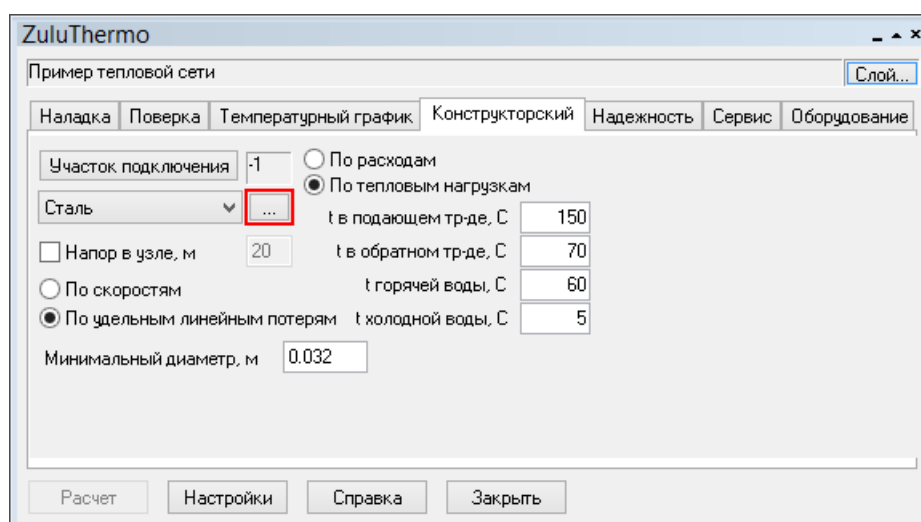 ZuluThermo
Пример тепловой сети
Слой...
Наладка Поверка Температурный график Конструкторский Надежность Сервис Оборудование
Участок подключения -1 По расходам
По тепловым нагрузкам
Сталь ... t в подающем тр-де, С 150
Напор в узле, м 20 t в обратном тр-де, С 70
По скоростям t горячей воды, С 60
По удельным линейным потерям t холодной воды, С 5
Минимальный диаметр, м 0.032
Расчет Настройки Справка Закрыть